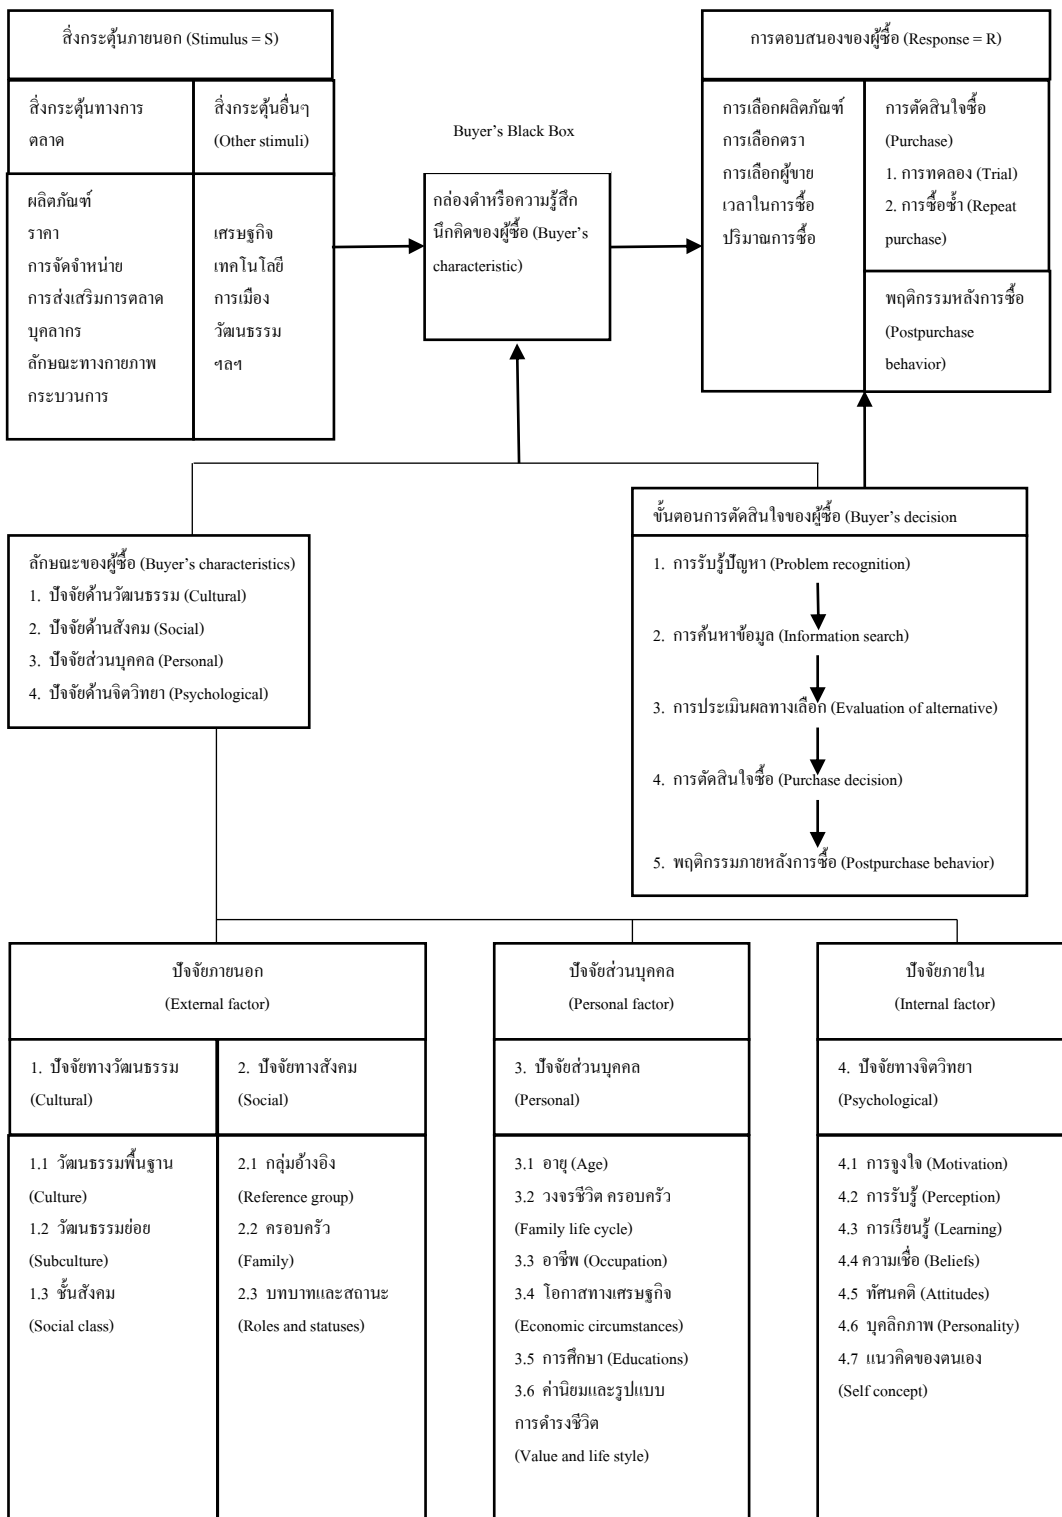 สิ่งกระตุ้นภายนอก (Stimulus = S)
สิ่งกระตุ้นทางการ
ตลาด
สิ่งกระตุ้นอื่นๆ
(Other stimuli)
ผลิตภัณฑ์
ราคา
การจัดจำหน่าย
การส่งเสริมการตลาด
บุคลากร
ลักษณะทางกายภาพ
กระบวนการ
เศรษฐกิจ
เทคโนโลยี
การเมือง
วัฒนธรรม
ฯลฯ
Buyer’s Black Box
กล่องดำหรือความรู้สึก
นึกคิดของผู้ซื้อ (Buyer’s
characteristic)
การตอบสนองของผู้ซื้อ (Response = R)
การเลือกผลิตภัณฑ์
การเลือกตรา
การเลือกผู้ขาย
เวลาในการซื้อ
ปริมาณการซื้อ
การตัดสินใจซื้อ
(Purchase)
1. การทดลอง (Trial)
2. การซื้อซ้ำ (Repeat
purchase)
พฤติกรรมหลังการซื้อ
(Postpurchase
behavior)
ลักษณะของผู้ซื้อ (Buyer’s characteristics)
1. ปัจจัยด้านวัฒนธรรม (Cultural)
2. ปัจจัยด้านสังคม (Social)
3. ปัจจัยส่วนบุคคล (Personal)
4. ปัจจัยด้านจิตวิทยา (Psychological)
ขั้นตอนการตัดสินใจของผู้ซื้อ (Buyer’s decision
1. การรับรู้ปัญหา (Problem recognition)
2. การค้นหาข้อมูล (Information search)
3. การประเมินผลทางเลือก (Evaluation of alternative)
4. การตัดสินใจซื้อ (Purchase decision)
5. พฤติกรรมภายหลังการซื้อ (Postpurchase behavior)
ปัจจัยภายนอก
(External factor)
1. ปัจจัยทางวัฒนธรรม
(Cultural)
2. ปัจจัยทางสังคม
(Social)
1.1 วัฒนธรรมพื้นฐาน
(Culture)
1.2 วัฒนธรรมย่อย
(Subculture)
1.3 ชั้นสังคม
(Social class)
2.1 กลุ่มอ้างอิง
(Reference group)
2.2 ครอบครัว
(Family)
2.3 บทบาทและสถานะ
(Roles and statuses)
ปัจจัยส่วนบุคคล
(Personal factor)
3. ปัจจัยส่วนบุคคล
(Personal)
3.1 อายุ (Age)
3.2 วงจรชีวิต ครอบครัว
(Family life cycle)
3.3 อาชีพ (Occupation)
3.4 โอกาสทางเศรษฐกิจ
(Economic circumstances)
3.5 การศึกษา (Educations)
3.6 ค่านิยมและรูปแบบ
การดำรงชีวิต
(Value and life style)
ปัจจัยภายใน
(Internal factor)
4. ปัจจัยทางจิตวิทยา
(Psychological)
4.1 การจูงใจ (Motivation)
4.2 การรับรู้ (Perception)
4.3 การเรียนรู้ (Learning)
4.4 ความเชื่อ (Beliefs)
4.5 ทัศนคติ (Attitudes)
4.6 บุคลิกภาพ (Personality)
4.7 แนวคิดของตนเอง
(Self concept)